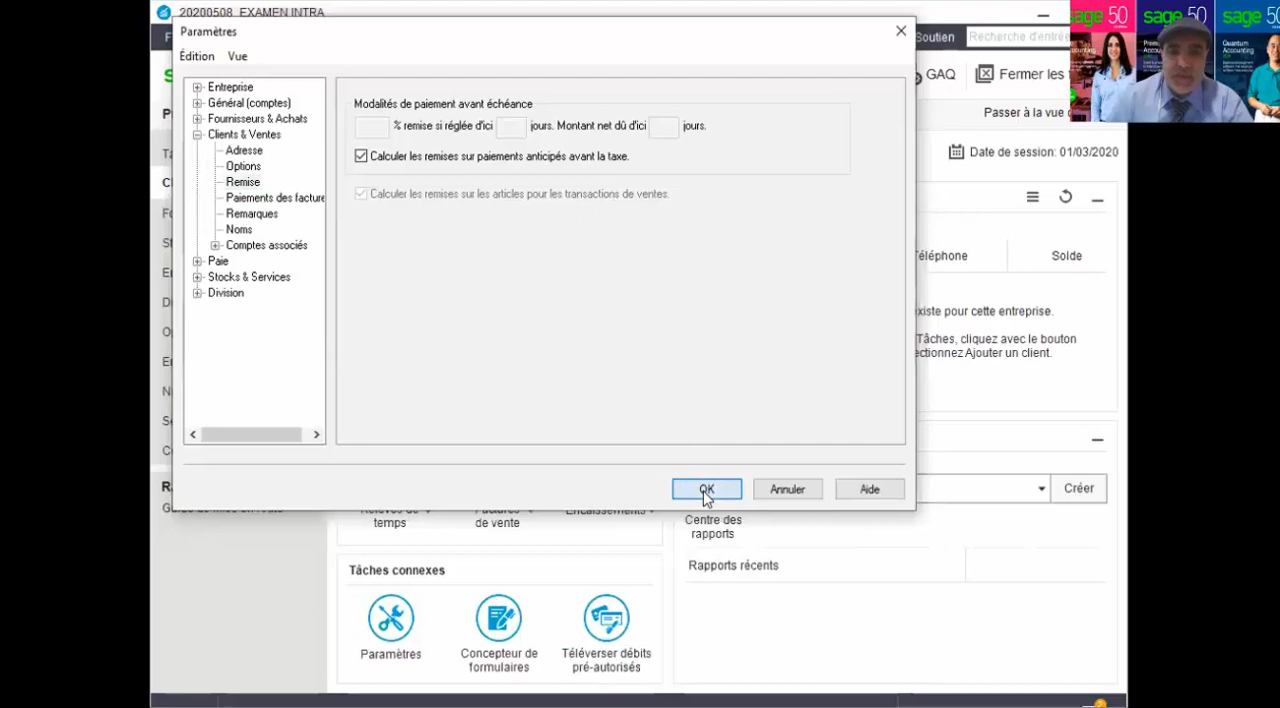 20200508_EXAMEN INTRA
Paramètres
Édition Vue
Entreprise
Général (comptes)
Fournisseurs & Achats
Clients & Ventes
Adresse
Options
Remise
Paiements des facture
Remarques
Noms
Comptes associés
Paie
Stocks & Services
Division
Modalités de paiement avant échéance
% remise si réglée d'ici jours. Montant net dû d'ici jours.
Calculer les remises sur paiements anticipés avant la taxe.
Calculer les remises sur les articles pour les transactions de ventes.
OK Annuler Aide
Soutien Recherche d'entré
GAQ Fermer les
Passer à la vue
Date de session: 01/03/2020
Téléphone Solde
xiste pour cette entreprise.
Tâches, cliquez avec le bouton
ectionnez Ajouter un client.
Créer
Relevés de temps
Factures de vente
Encaissements
Centre des rapports
Rapports récents
Tâches connexes
Paramètres
Concepteur de formulaires
Téléverser débits pré-autorisés
sage 50
sage 50
sage 50
Accounting
Quantum
Accounting